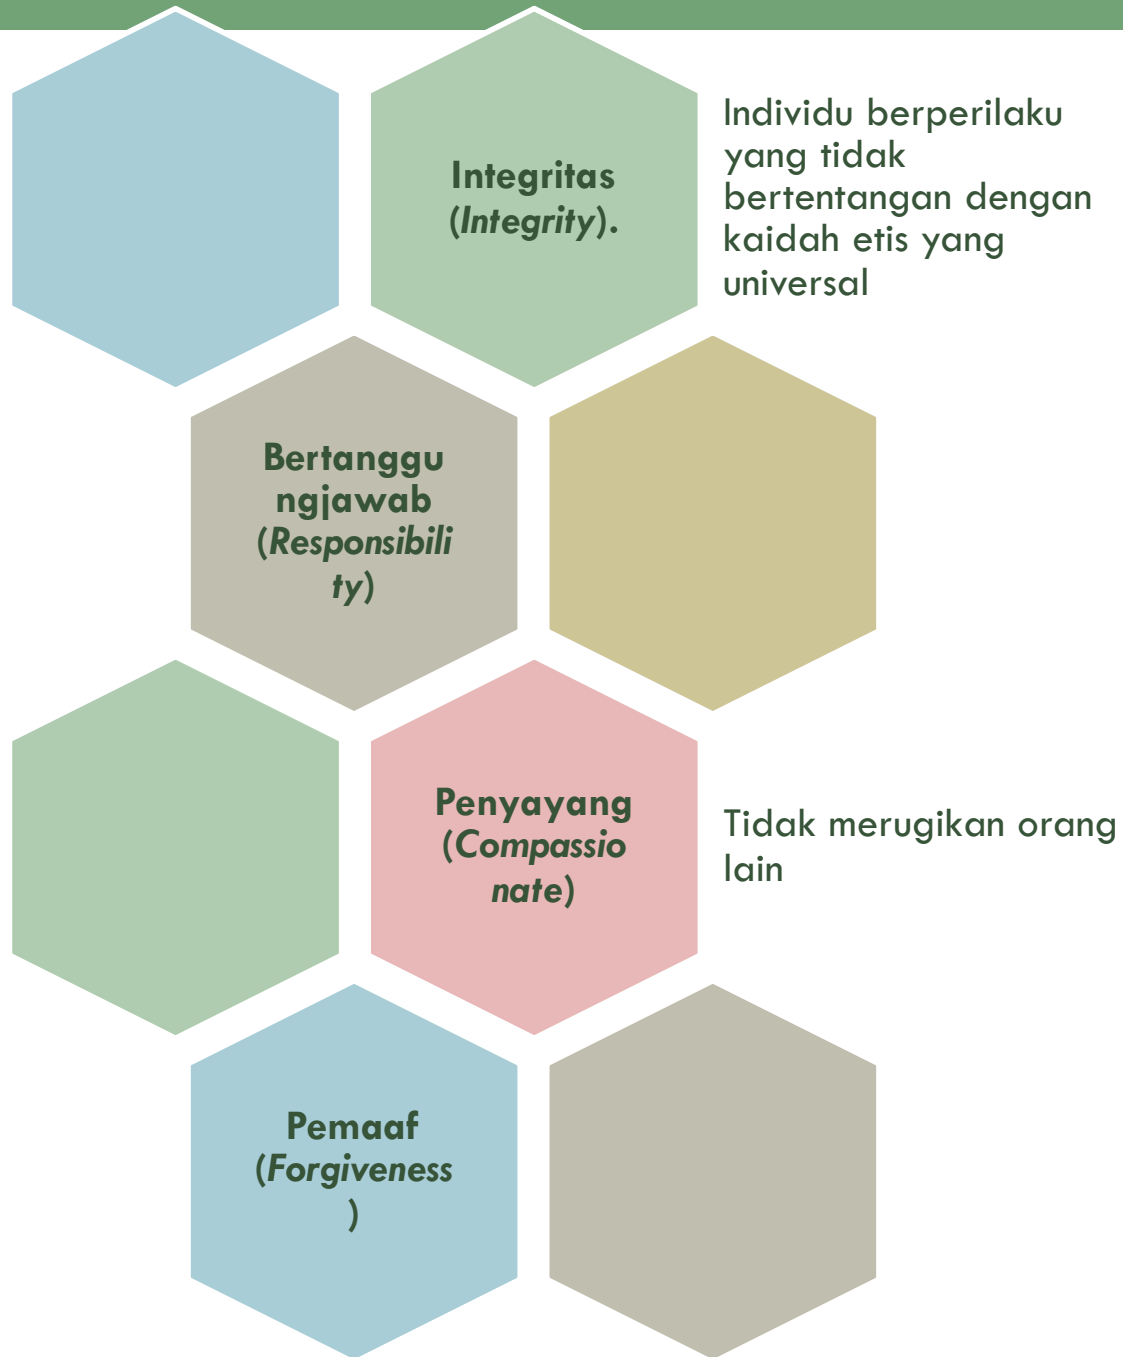 Integritas
(Integrity).
Individu berperilaku
yang tidak
bertentangan dengan
kaidah etis yang
universal
Bertanggu
ngjawab
(Responsibili
ty)
Penyayang
(Compassio
nate)
Tidak merugikan orang
lain
Pemaaf
(Forgiveness
)